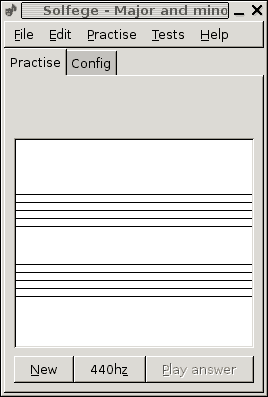 Solfege - Major and mino
File Edit Practise Tests Help
Practise Config
New 440hz Play answer